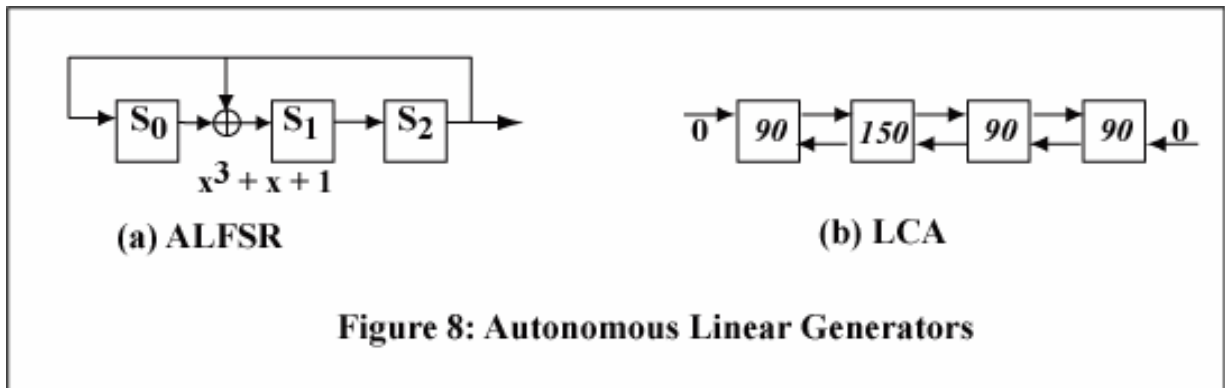 S₀ ⊕ S₁ S₂
x³ + x + 1
(a) ALFSR
0 90 150 90 90 0
(b) LCA
Figure 8: Autonomous Linear Generators